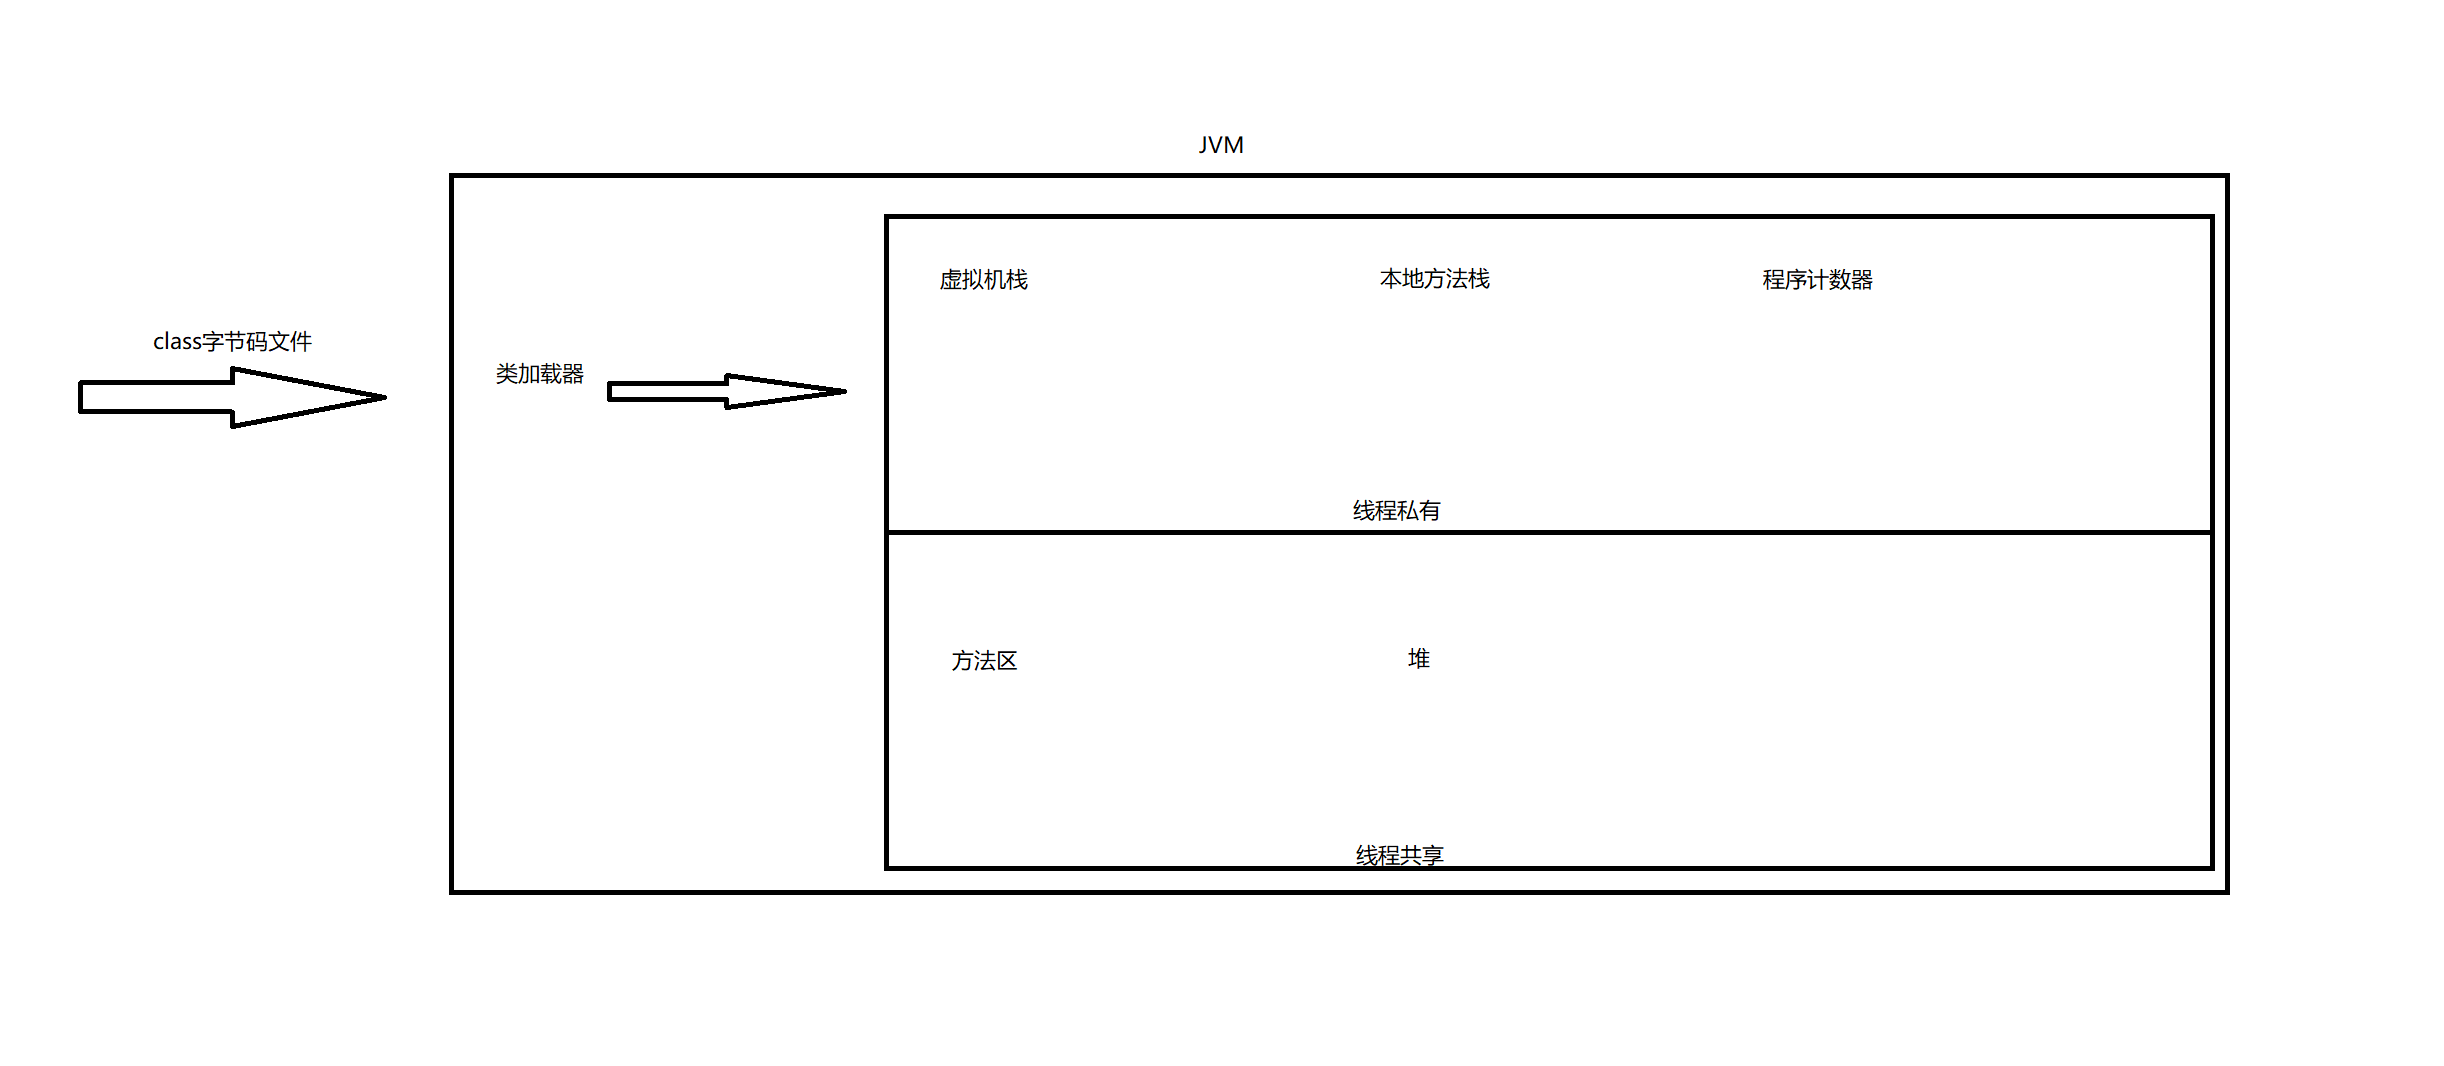 JVM
class字节码文件
类加载器
虚拟机栈
本地方法栈
程序计数器
线程私有
方法区
堆
线程共享